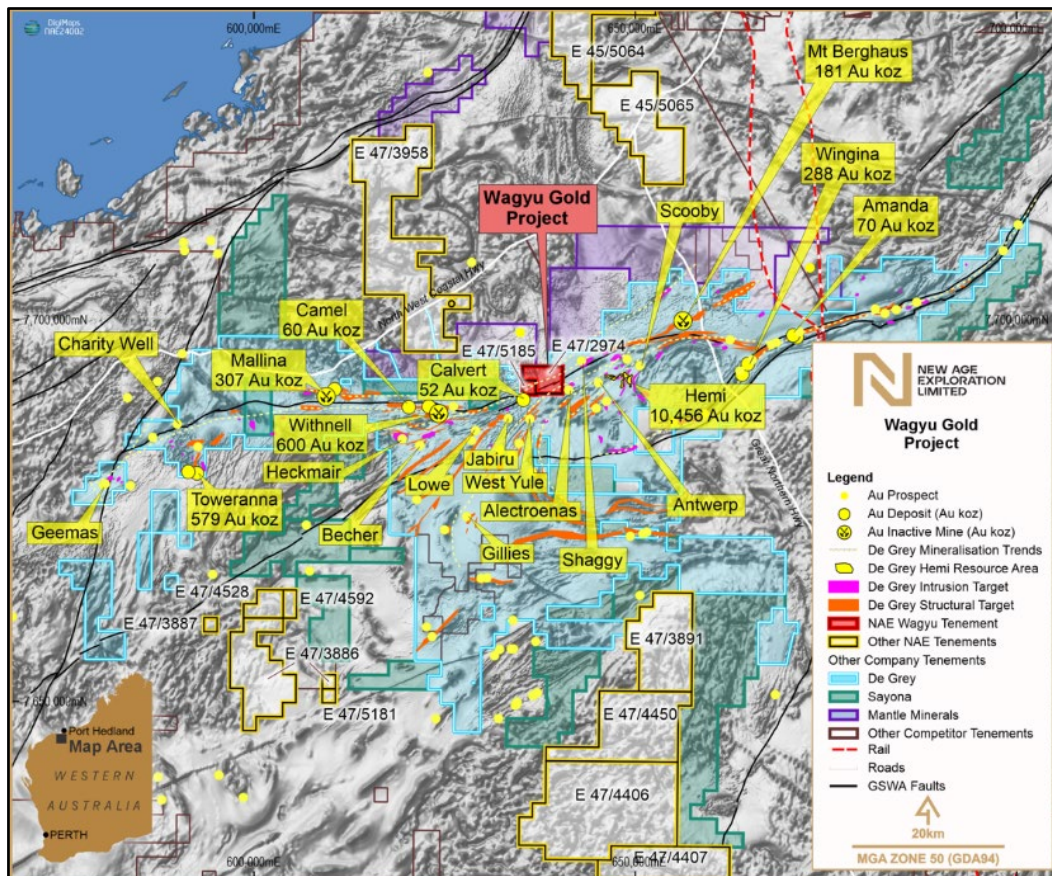 DigiMaps
NAE24002
600,000mE
650,000mE
700,000mE
E 45/5064
E 45/5065
E 47/3958
Mt Berghaus
181 Au koz
Wingina
288 Au koz
Wagyu Gold
Project
Scooby
Amanda
70 Au koz
North West Coastal Hwy
7,700,000mN
7,700,000mN
Camel
60 Au koz
E 47/5185
E 47/2974
Charity Well
Mallina
307 Au koz
Calvert
52 Au koz
Hemi
10,456 Au koz
Withnell
600 Au koz
Heckmair
Jabiru
Lowe
West Yule
Great Northern Hwy
Toweranna
579 Au koz
Alectroenas
Antwerp
Geemas
Becher
Gillies
Shaggy
E 47/4528
E 47/4592
E 47/3887
E 47/3886
E 47/3891
E 47/5181
7,650,000mN
E 47/4450
E 47/4406
E 47/4407
600,000mE
650,000mE
Port Hedland
Map Area
WESTERN
AUSTRALIA
PERTH
N
NEW AGE
EXPLORATION
LIMITED
Wagyu Gold
Project
Legend
Au Prospect
Au Deposit (Au koz)
Au Inactive Mine (Au koz)
De Grey Mineralisation Trends
De Grey Hemi Resource Area
De Grey Intrusion Target
De Grey Structural Target
NAE Wagyu Tenement
Other NAE Tenements
Other Company Tenements
De Grey
Sayona
Mantle Minerals
Other Competitor Tenements
Rail
Roads
GSWA Faults
20km
MGA ZONE 50 (GDA94)